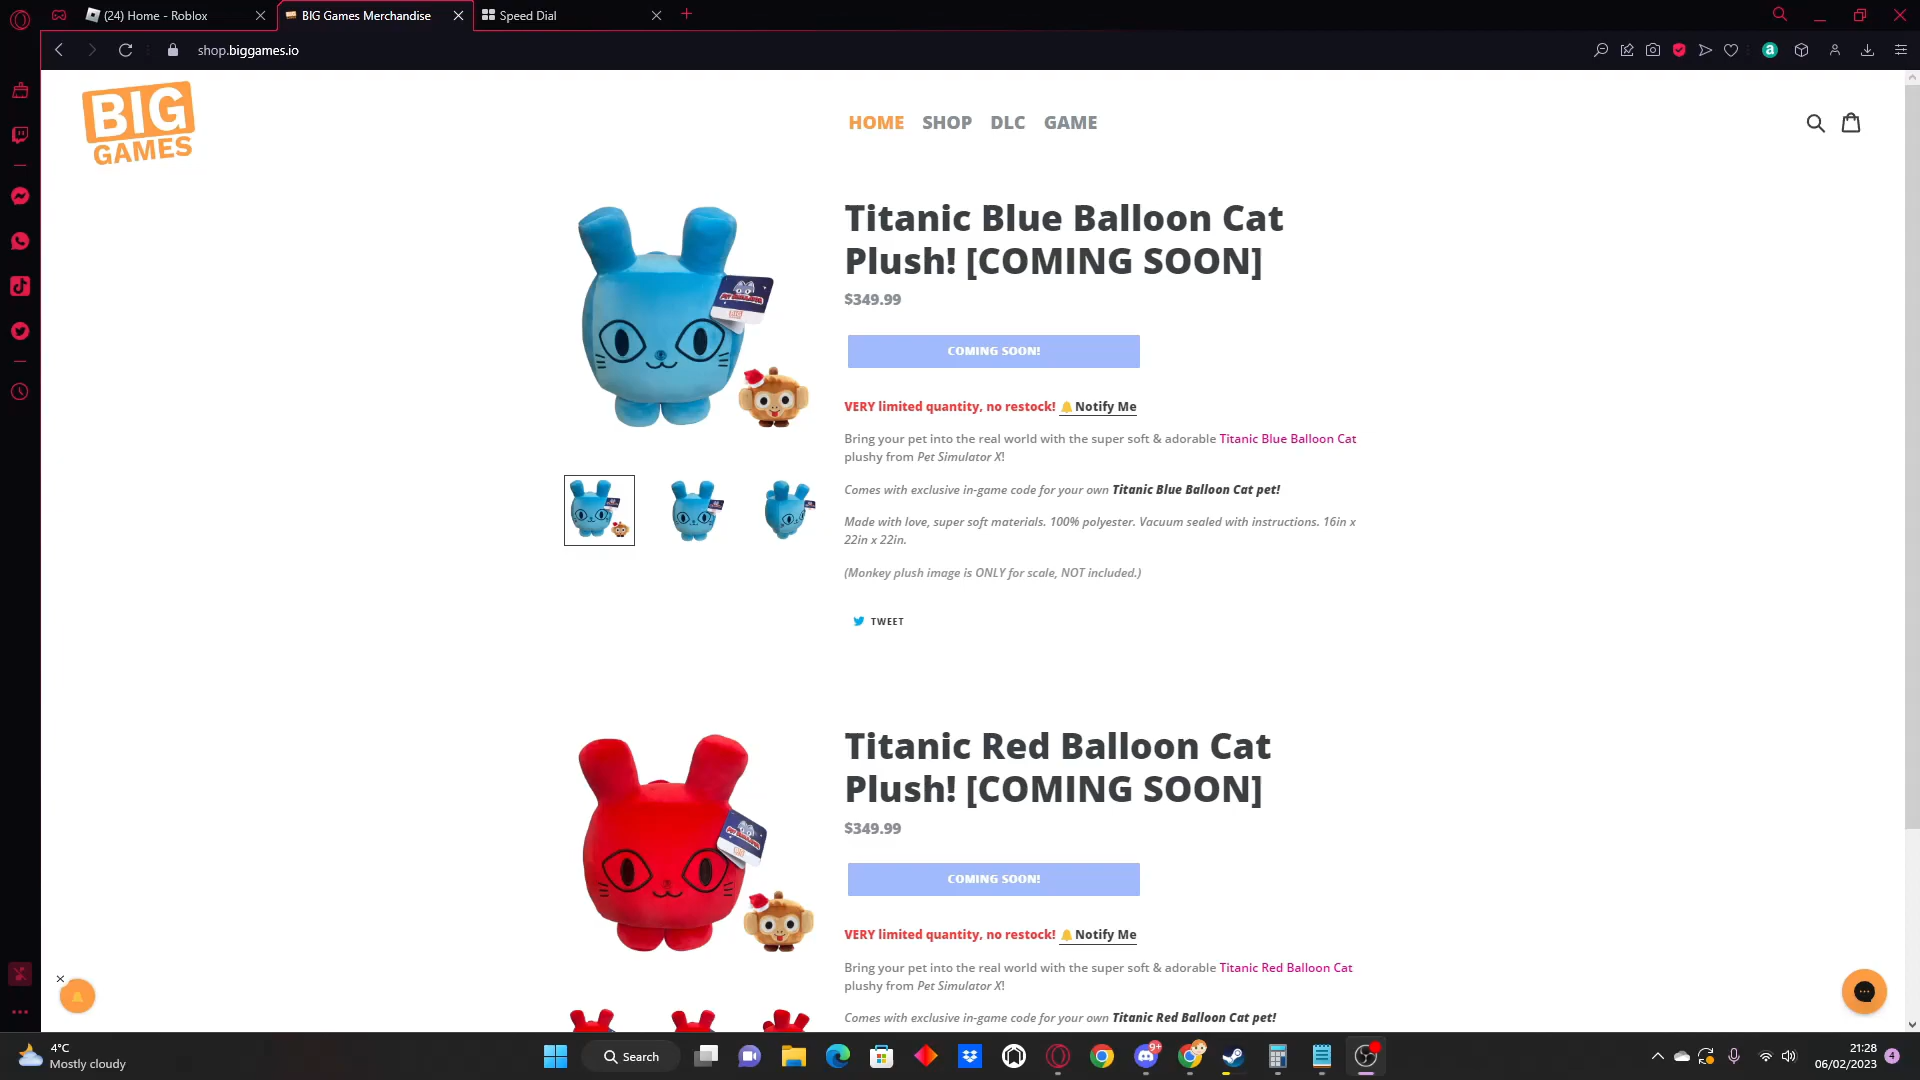 (24) Home - Roblox
BIG Games Merchandise
Speed Dial
shop.biggames.io
BIG
GAMES
HOME SHOP DLC GAME
Titanic Blue Balloon Cat
Plush! [COMING SOON]
$349.99
COMING SOON!
VERY limited quantity, no restock! 🔔Notify Me
Bring your pet into the real world with the super soft & adorable Titanic Blue Balloon Cat
plushy from Pet Simulator X!
Comes with exclusive in-game code for your own Titanic Blue Balloon Cat pet!
Made with love, super soft materials. 100% polyester. Vacuum sealed with instructions. 16in x
22in x 22in.
(Monkey plush image is ONLY for scale, NOT included.)
TWEET
Titanic Red Balloon Cat
Plush! [COMING SOON]
$349.99
COMING SOON!
VERY limited quantity, no restock! 🔔Notify Me
Bring your pet into the real world with the super soft & adorable Titanic Red Balloon Cat
plushy from Pet Simulator X!
Comes with exclusive in-game code for your own Titanic Red Balloon Cat pet!
4°C
Mostly cloudy
Search
9+
21:28
06/02/2023
4